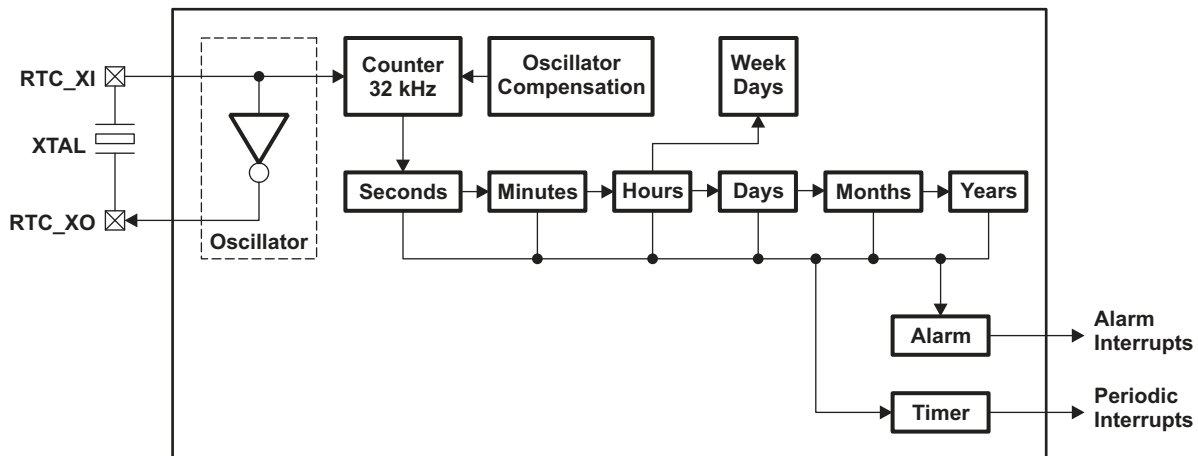 RTC_XI
XTAL
RTC_XO
Oscillator
Counter
32 kHz
Oscillator
Compensation
Week
Days
Seconds
Minutes
Hours
Days
Months
Years
Alarm
Alarm
Interrupts
Timer
Periodic
Interrupts